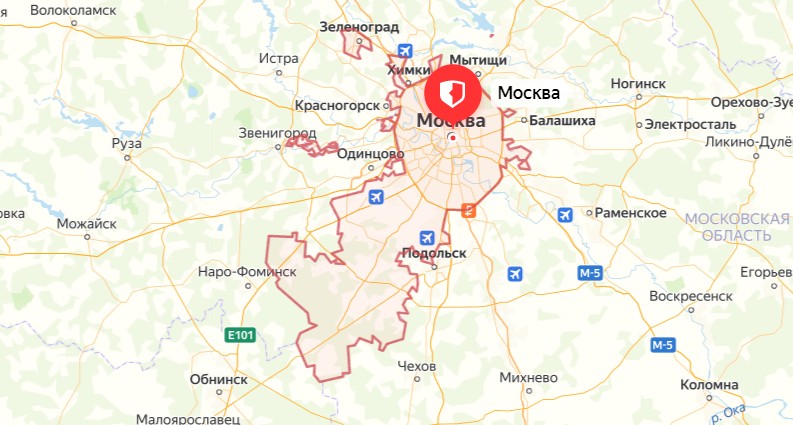 я
Волоколамск
Зеленоград
Истра
Химки
Мытищи
Ногинск
Москва
Красногорск
Орехово-Зуе
Звенигород
Москва
Балашиха
Электросталь
Руза
Одинцово
Ликино-Дулё
овка
Можайск
Раменское
МОСКОВСКАЯ
ОБЛАСТЬ
Подольск
Наро-Фоминск
М-5
Егорьев
Воскресенск
E101
М-5
Чехов
Обнинск
Михнево
Коломна
Малоярославец
р. Ока